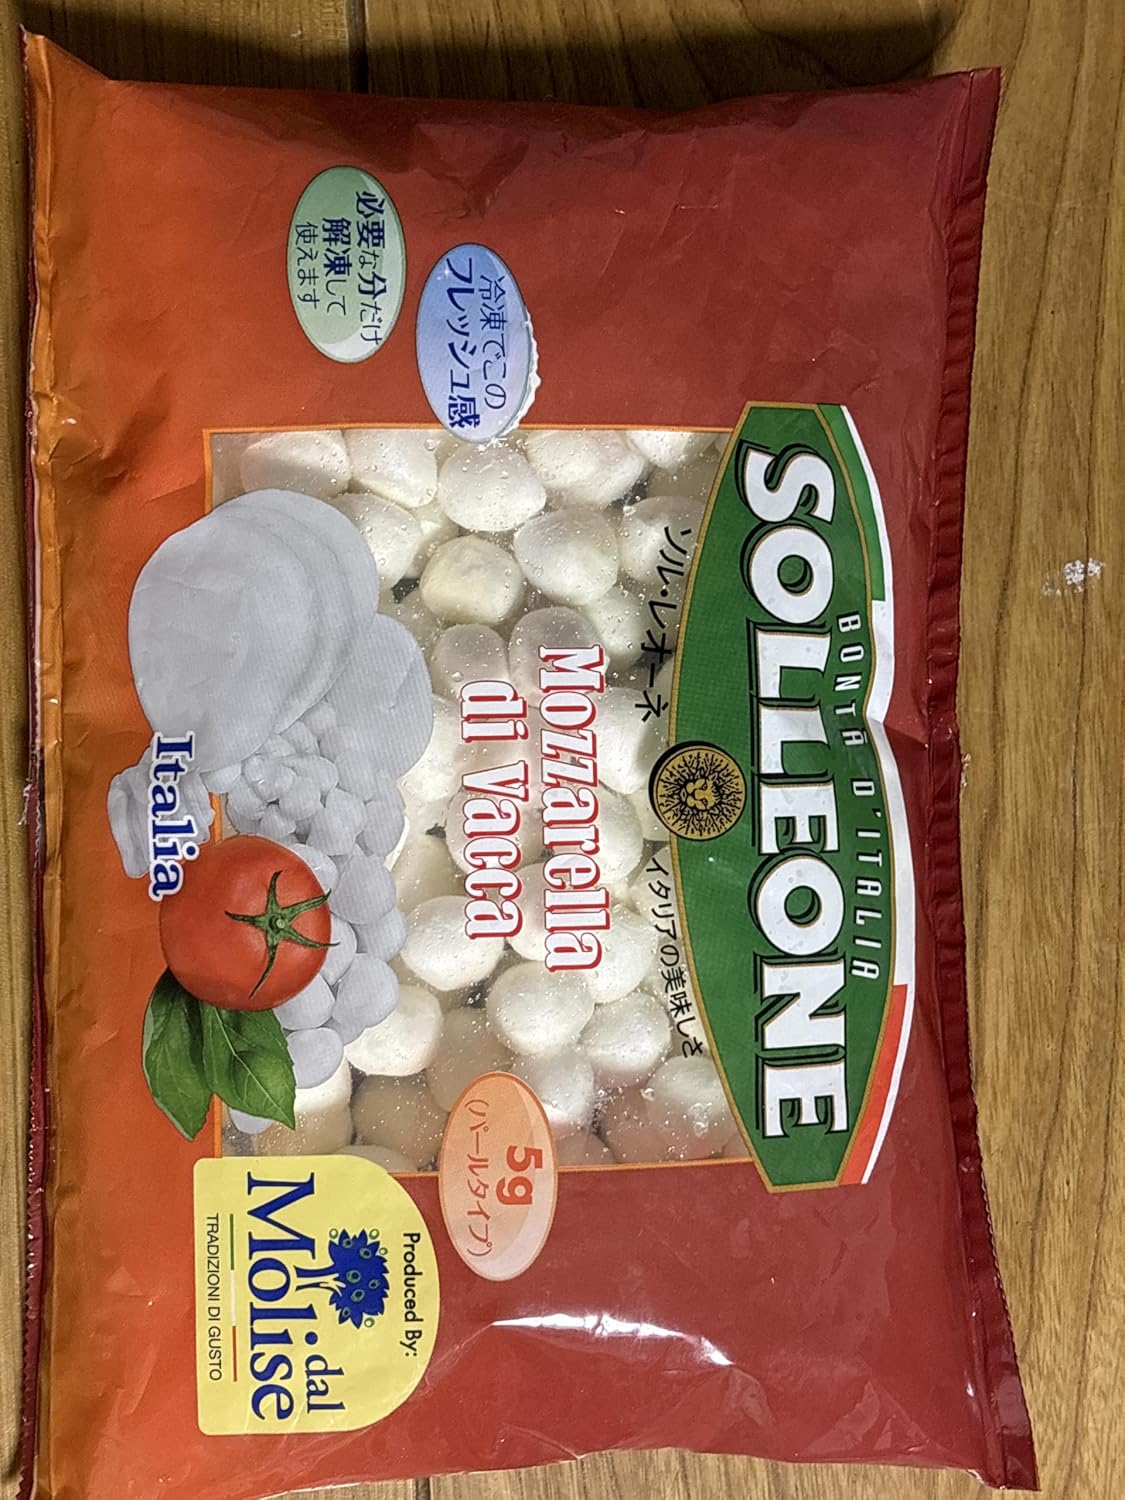 BONTÀ D'ITALIA
SOLLEONE
ソル・レオーネ
イタリアの美味しさ
Mozzarella
di Vacca
冷凍でこの
フレッシュ感
必要な分だけ
解凍して
使えます
5g
(パールタイプ)
Italia
Produced By:
dal
Molise
TRADIZIONI DI GUSTO